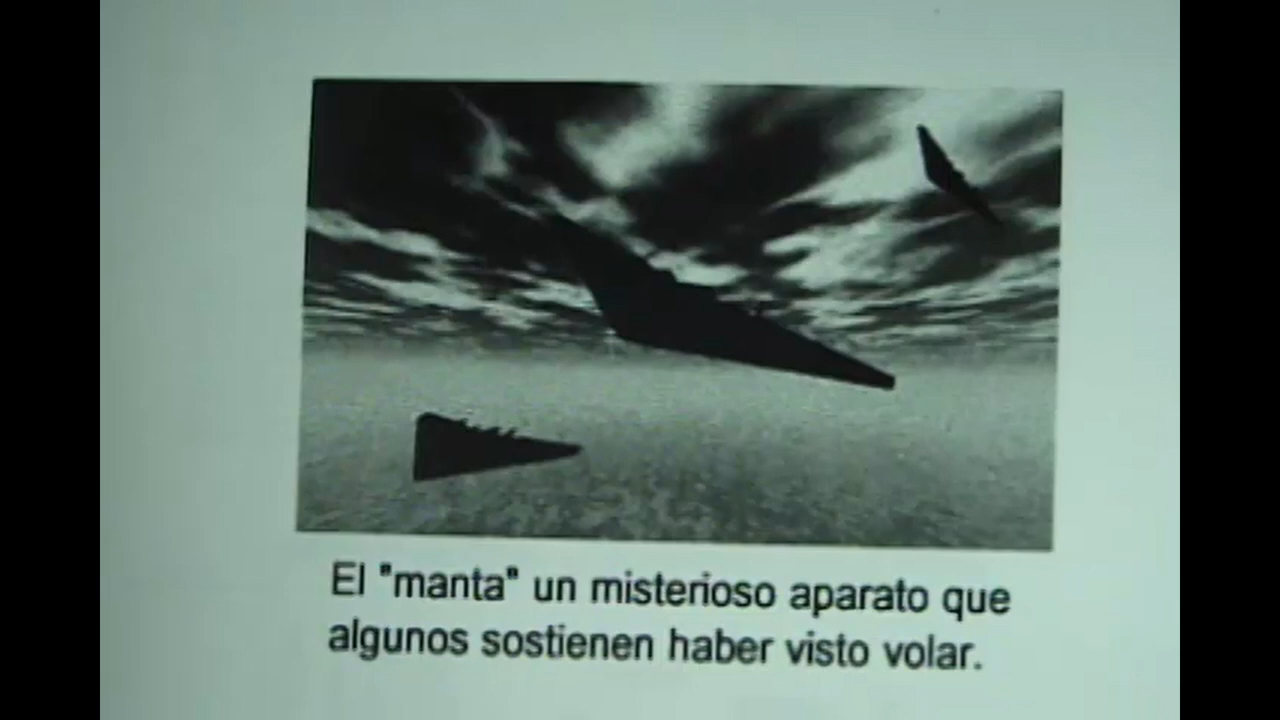 El "manta" un misterioso aparato que
algunos sostienen haber visto volar.